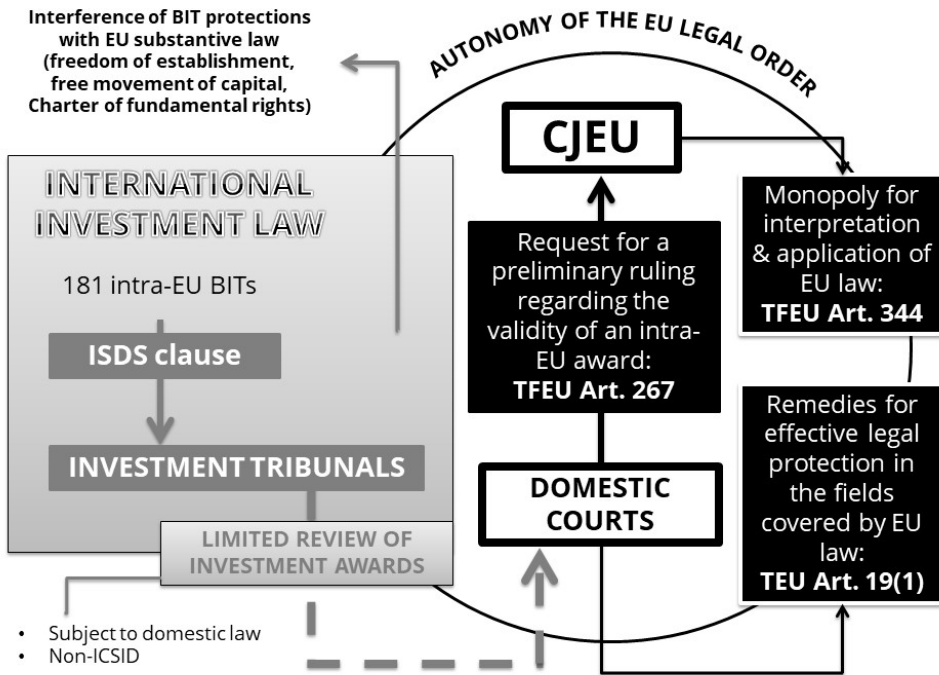 Interference of BIT protections
with EU substantive law
(freedom of establishment,
free movement of capital,
Charter of fundamental rights)
AUTONOMY OF THE EU LEGAL ORDER
INTERNATIONAL
INVESTMENT LAW
181 intra-EU BITs
ISDS clause
INVESTMENT TRIBUNALS
LIMITED REVIEW OF
INVESTMENT AWARDS
• Subject to domestic law
• Non-ICSID
CJEU
Request for a
preliminary ruling
regarding the
validity of an intra-
EU award:
TFEU Art. 267
DOMESTIC
COURTS
Monopoly for
interpretation
& application of
EU law:
TFEU Art. 344
Remedies for
effective legal
protection in
the fields
covered by EU
law:
TEU Art. 19(1)